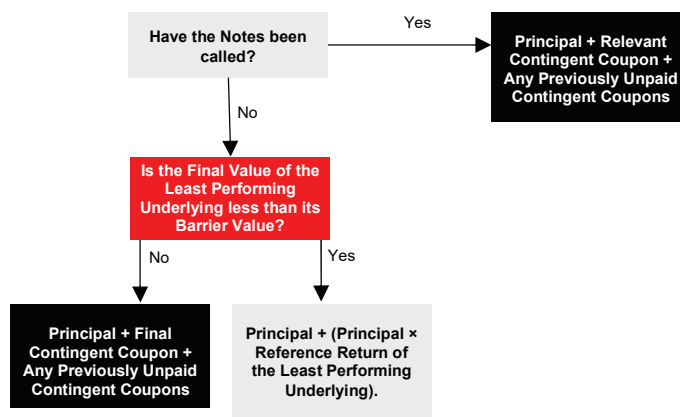 Have the Notes been
called?
Yes
Principal + Relevant
Contingent Coupon +
Any Previously Unpaid
Contingent Coupons
No
Is the Final Value of the
Least Performing
Underlying less than its
Barrier Value?
No
Yes
Principal + Final
Contingent Coupon +
Any Previously Unpaid
Contingent Coupons
Principal + (Principal ×
Reference Return of
the Least Performing
Underlying).